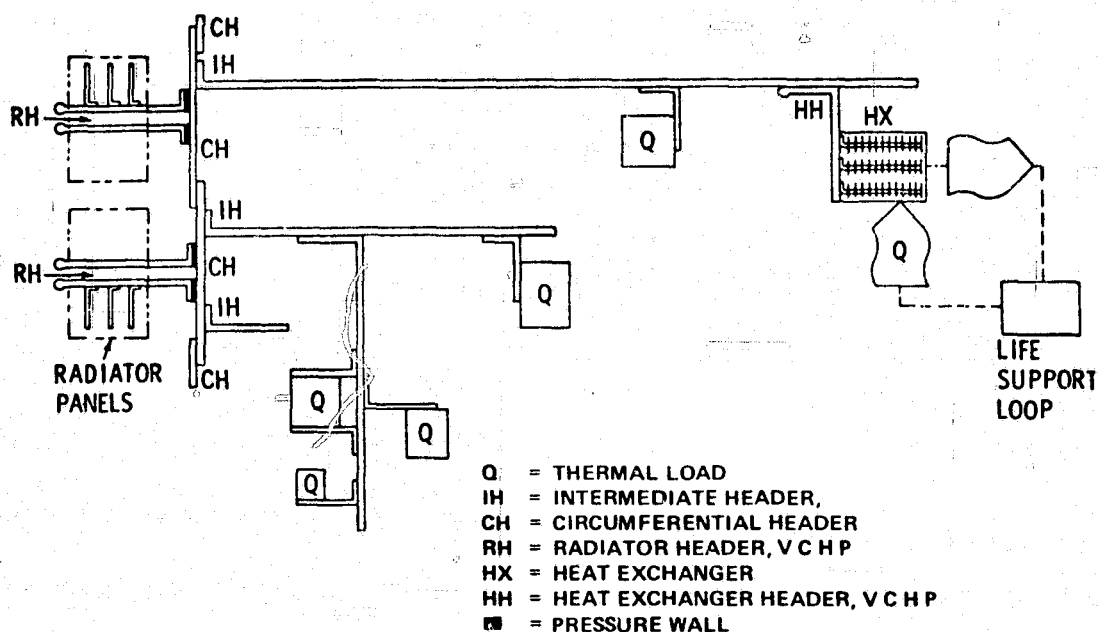 CH
IH
RH
CH
HH
HX
Q
IH
RH
CH
Q
Q
IH
CH
RADIATOR
PANELS
LIFE
SUPPORT
LOOP
Q
Q
Q
Q = THERMAL LOAD
IH = INTERMEDIATE HEADER,
CH = CIRCUMFERENTIAL HEADER
RH = RADIATOR HEADER, V C H P
HX = HEAT EXCHANGER
HH = HEAT EXCHANGER HEADER, V C H P
= PRESSURE WALL